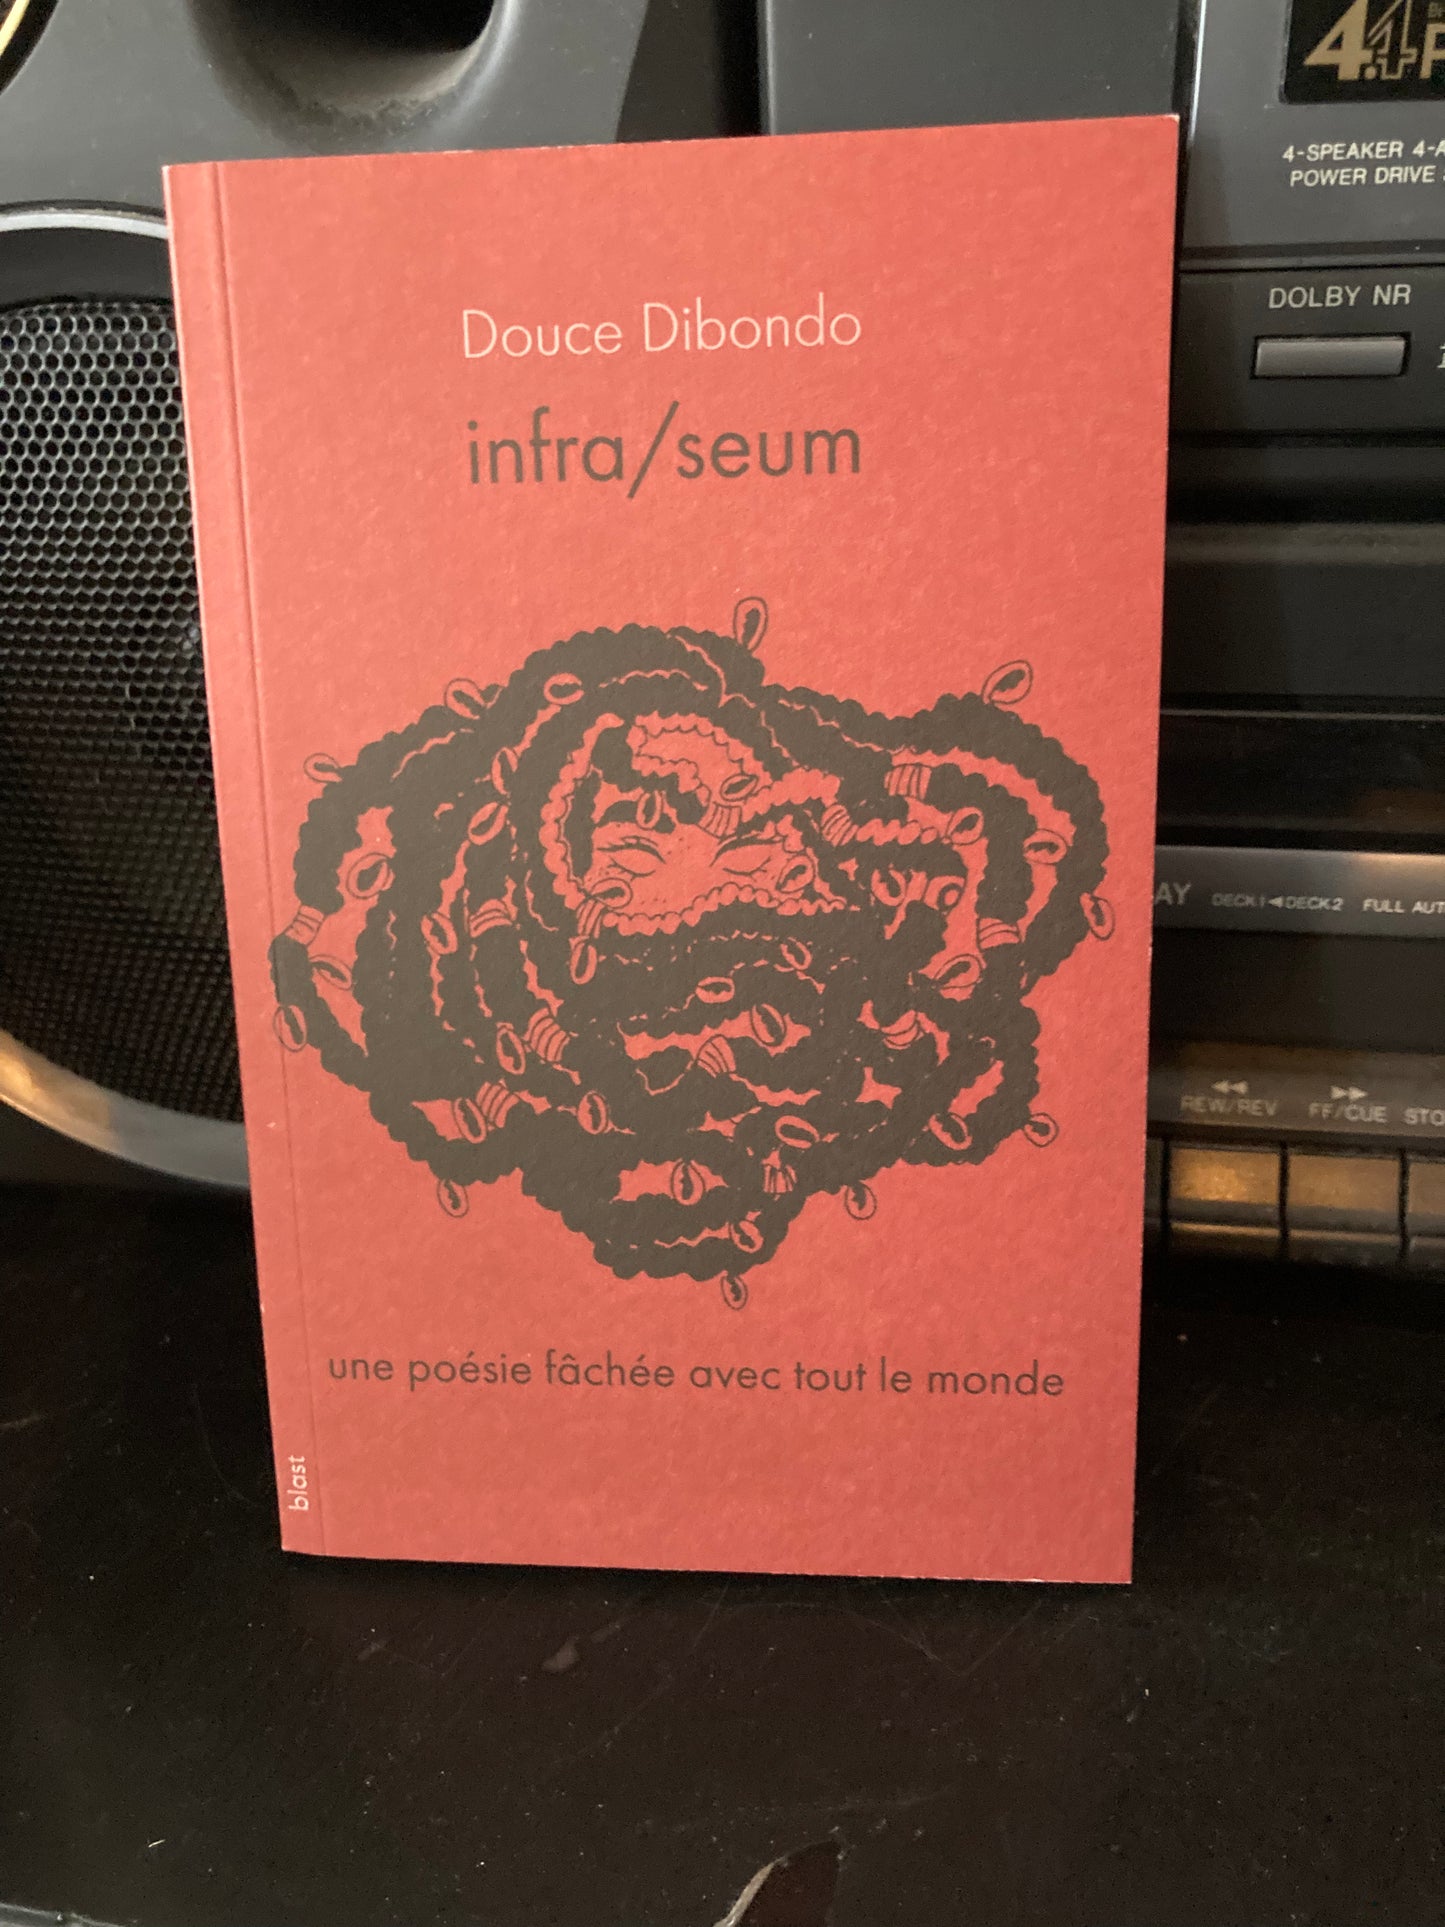 Douce Dibondo
infra/seum
une poésie fâchée avec tout le monde
blast
4-SPEAKER
POWER DRIVE
DOLBY NR
DECK1◄DECK2 FULL
REW/REV FF/CUE